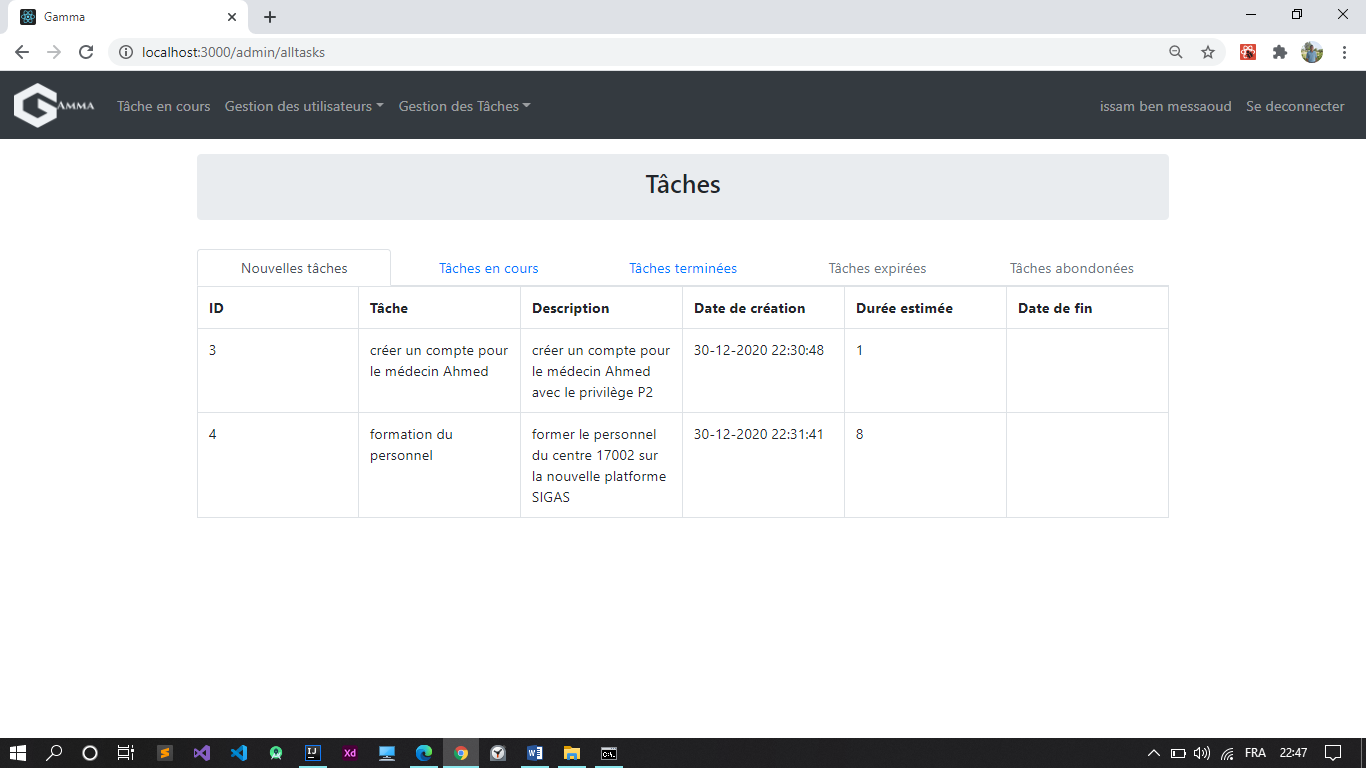 Gamma
localhost:3000/admin/alltasks
GAMMA Tâche en cours Gestion des utilisateurs Gestion des Tâches issam ben messaoud Se deconnecter
Tâches
Nouvelles tâches Tâches en cours Tâches terminées Tâches expirées Tâches abondonées
ID Tâche Description Date de création Durée estimée Date de fin
3 créer un compte pour créer un compte pour 30-12-2020 22:30:48 1
le médecin Ahmed le médecin Ahmed
avec le privilège P2
4 formation du former le personnel 30-12-2020 22:31:41 8
personnel du centre 17002 sur
la nouvelle platforme
SIGAS
IJ Xd W C:\_ FRA 22:47